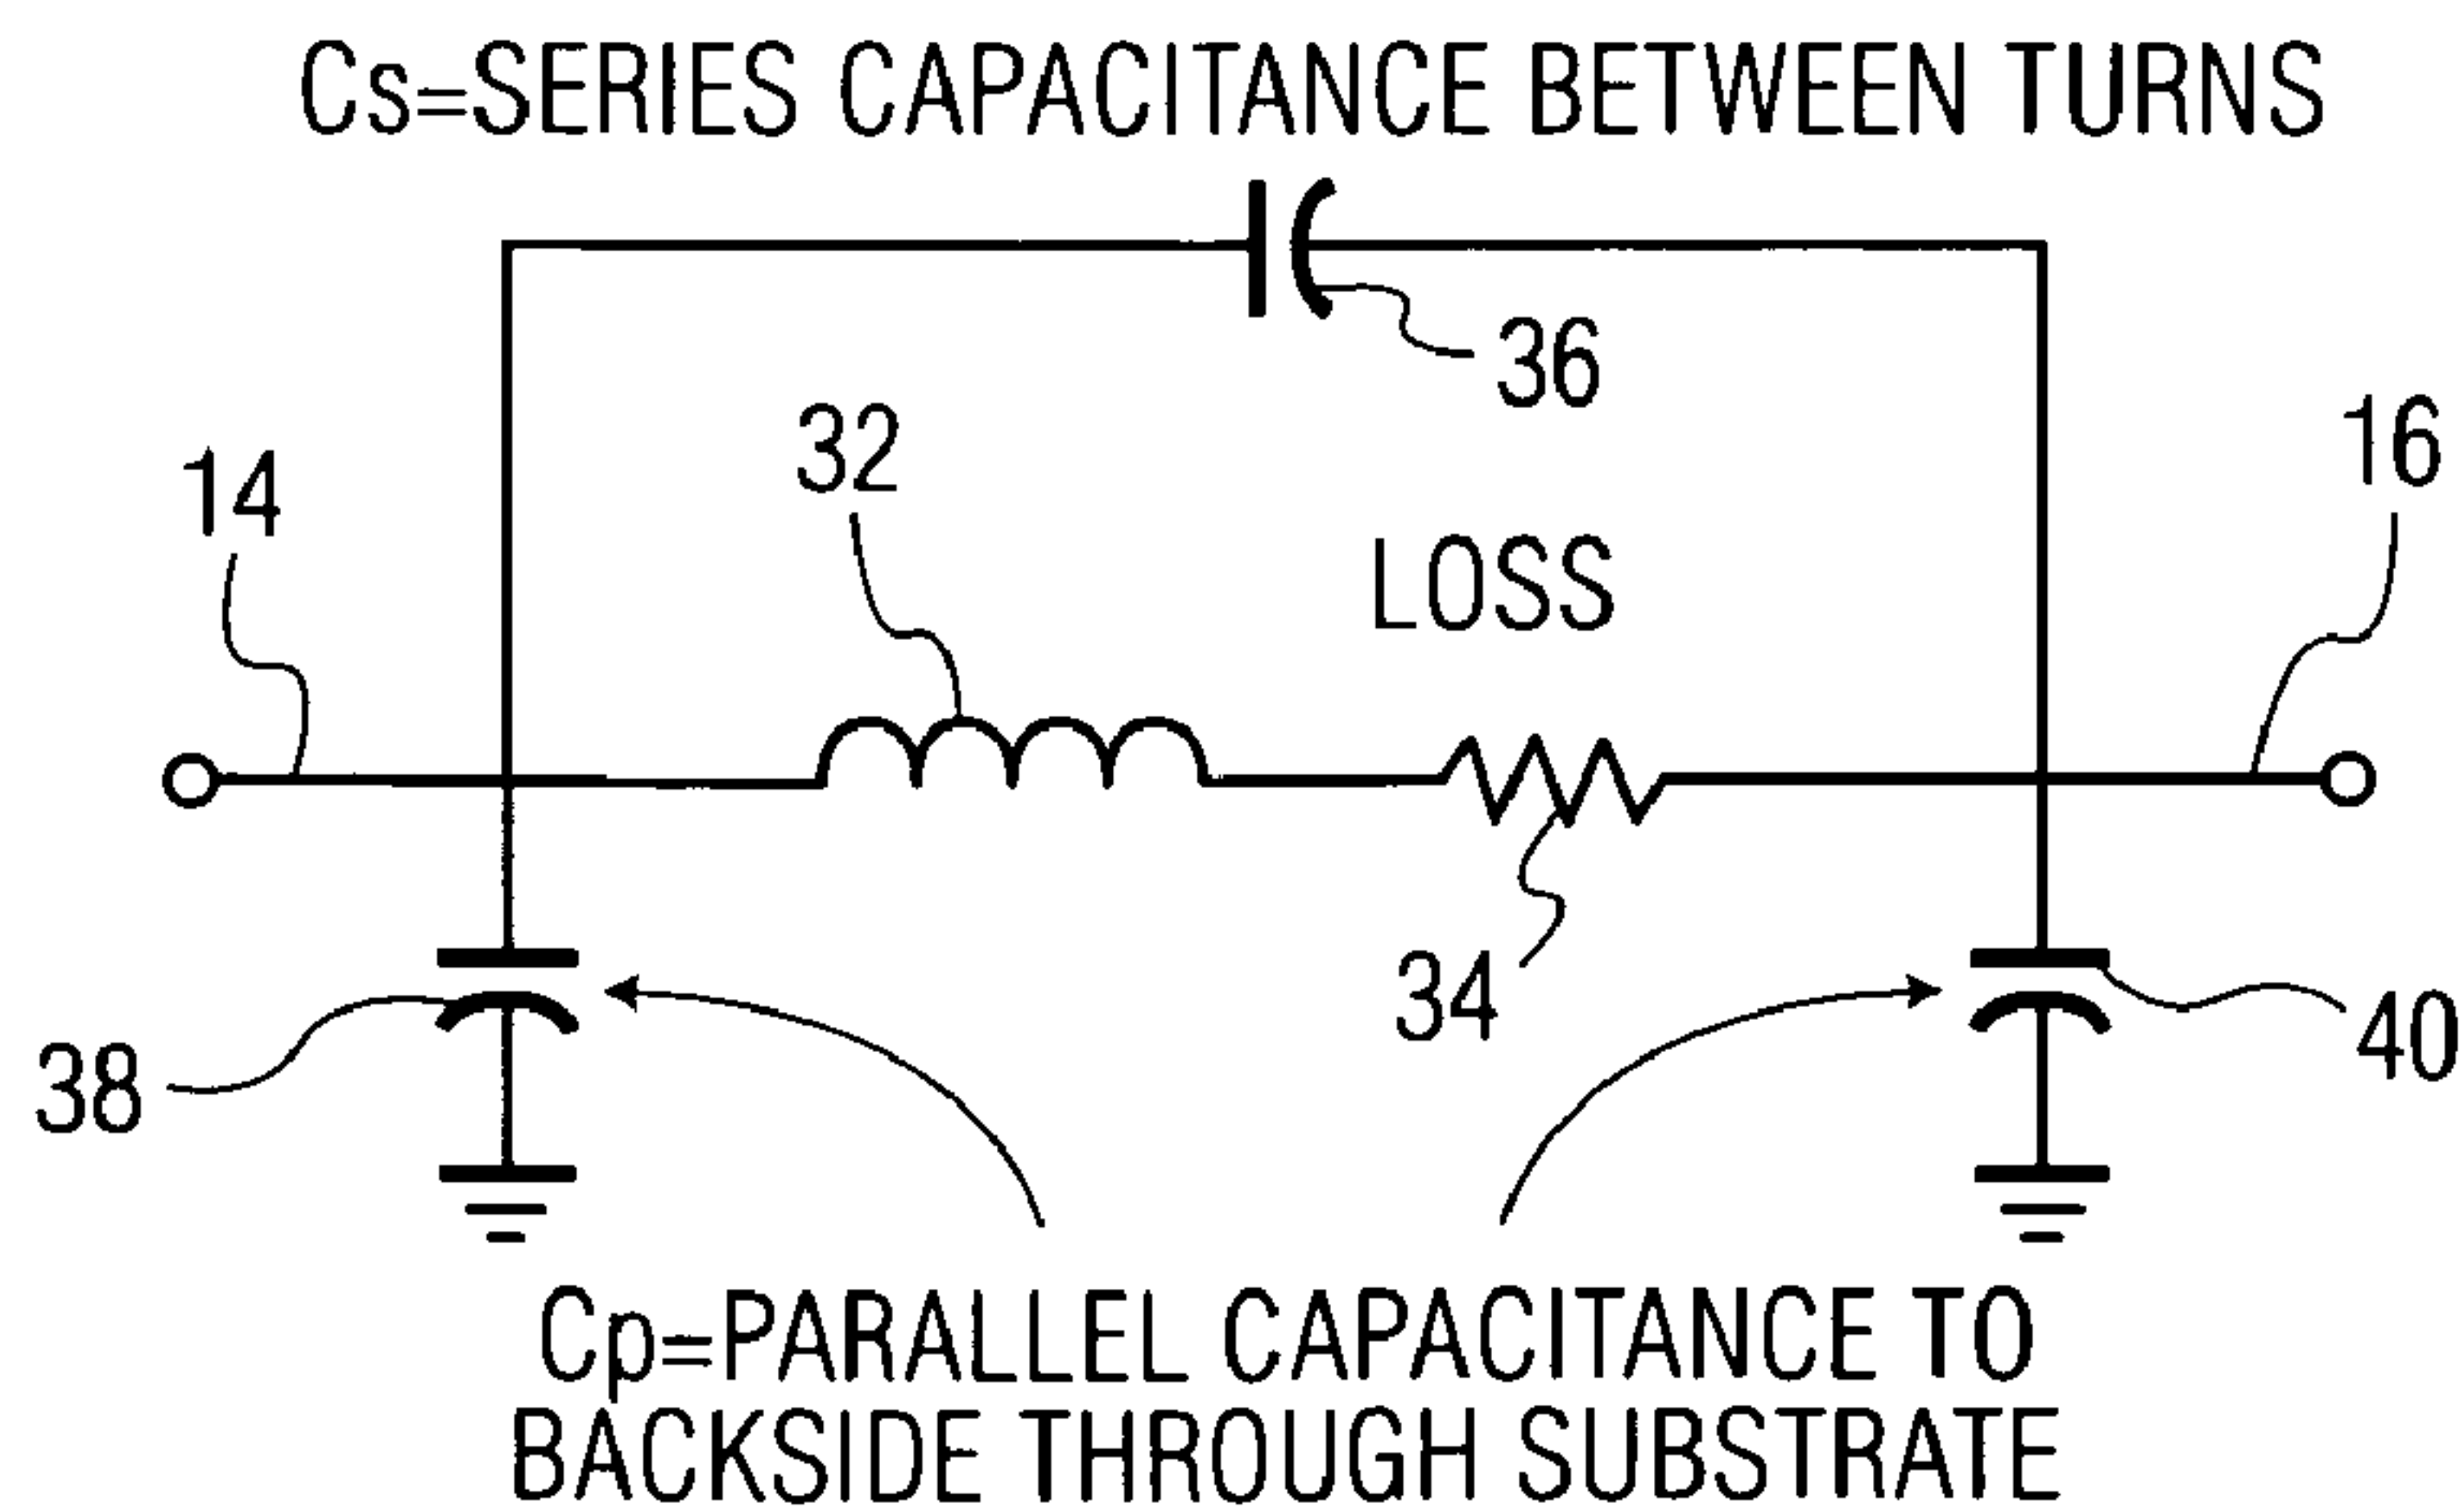 Cs=SERIES CAPACITANCE BETWEEN TURNS
36
32
16
14
LOSS
34
40
38
Cp=PARALLEL CAPACITANCE TO
BACKSIDE THROUGH SUBSTRATE